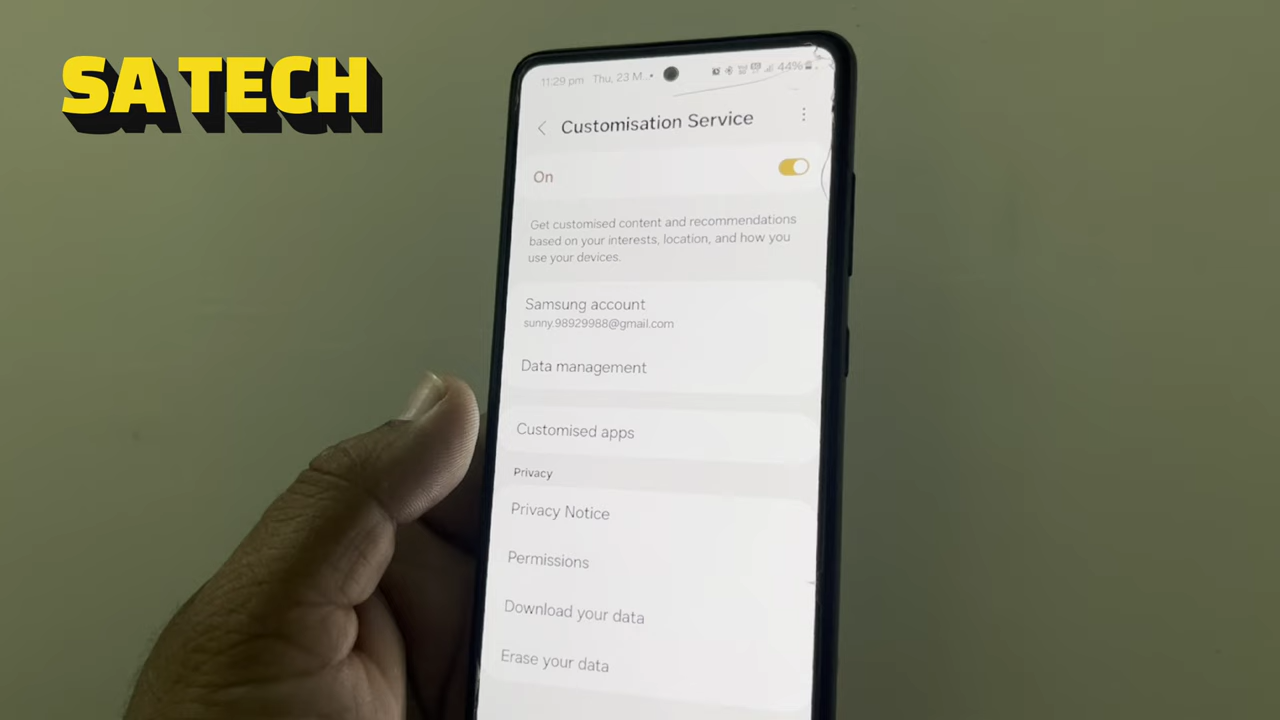 SA TECH
11:29 pm Thu, 23 M... 44%
Customisation Service
On
Get customised content and recommendations
based on your interests, location, and how you
use your devices.
Samsung account
sunny.98929988@gmail.com
Data management
Customised apps
Privacy
Privacy Notice
Permissions
Download your data
Erase your data